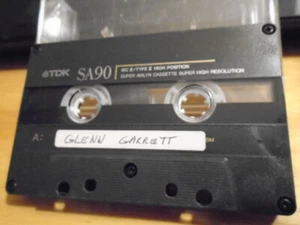 TDK SA90 IEC II/TYPE II HIGH POSITION
SUPER AVILYN CASSETTE SUPER HIGH RESOLUTION
A: GLENN GARRETT